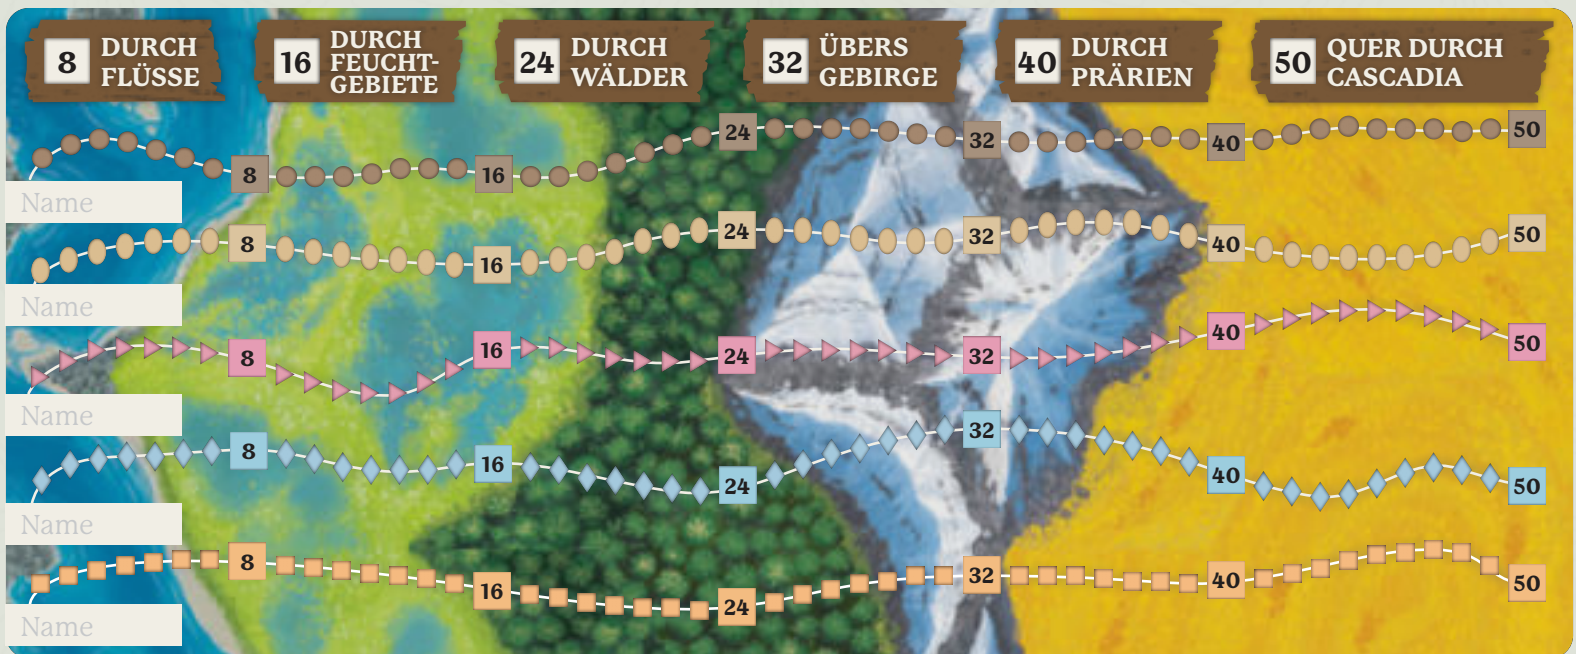 8 DURCH
FLÜSSE
16 DURCH
FEUCHT-
GEBIETE
24 DURCH
WÄLDER
32 ÜBERS
GEBIRGE
40 DURCH
PRÄRIEN
50 QUER DURCH
CASCADIA
8 16 24 32 40 50
Name
8 16 24 32 40 50
Name
8 16 24 32 40 50
Name
8 16 24 32 40 50
Name
8 16 24 32 40 50
Name